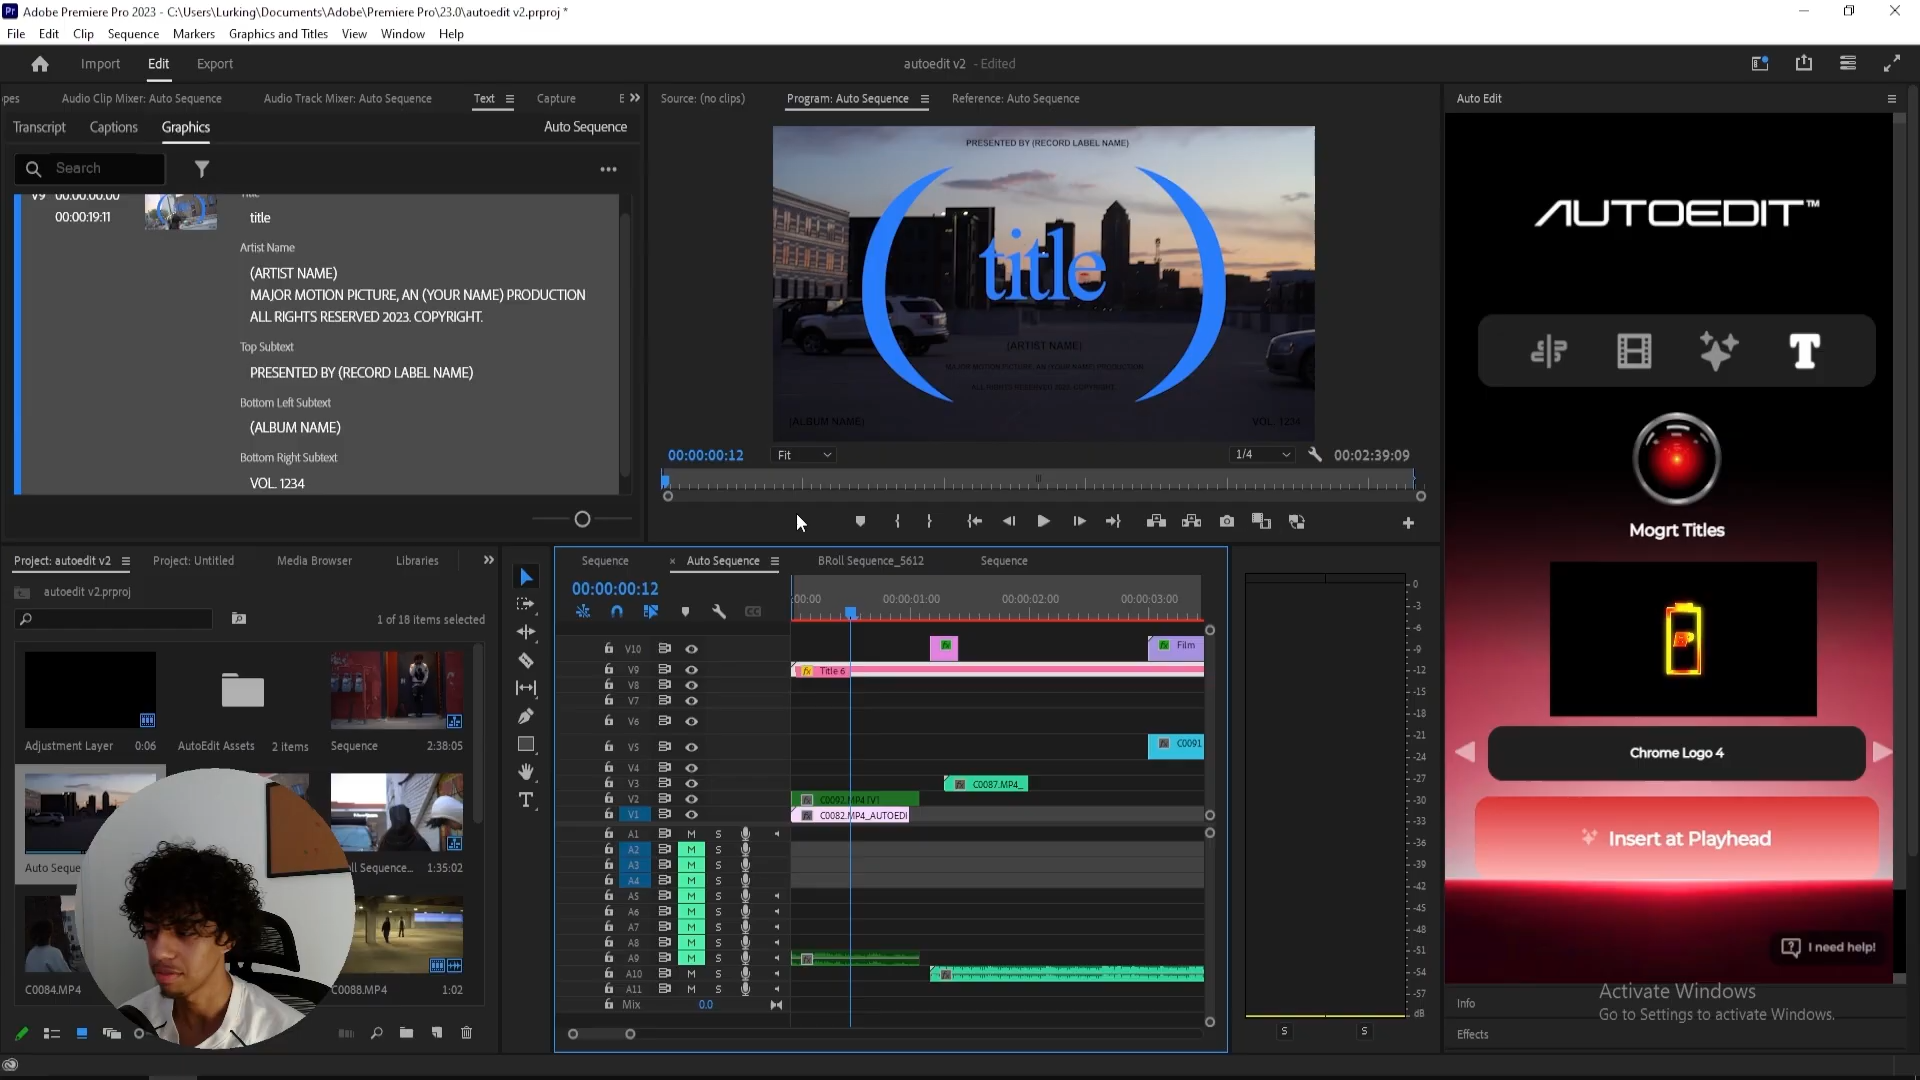 Adobe Premiere Pro 2023 - C:\Users\Lurking\Documents\Adobe\Premiere Pro\23.0\autoedit v2.prproj *
File Edit Clip Sequence Markers Graphics and Titles View Window Help
Import Edit Export
autoedit v2 - Edited
opes Audio Clip Mixer: Auto Sequence Audio Track Mixer: Auto Sequence Text Capture E
Transcript Captions Graphics Auto Sequence
Search
V9 00:00:00:00
00:00:19:11
title
Artist Name
(ARTIST NAME)
MAJOR MOTION PICTURE, AN (YOUR NAME) PRODUCTION
ALL RIGHTS RESERVED 2023. COPYRIGHT.
Top Subtext
PRESENTED BY (RECORD LABEL NAME)
Bottom Left Subtext
(ALBUM NAME)
Bottom Right Subtext
VOL. 1234
Source: (no clips) Program: Auto Sequence Reference: Auto Sequence
PRESENTED BY (RECORD LABEL NAME)
title
(ARTIST NAME)
MAJOR MOTION PICTURE, AN (YOUR NAME) PRODUCTION
ALL RIGHTS RESERVED 2023. COPYRIGHT.
(ALBUM NAME) VOL. 1234
00:00:00:12 Fit 1/4 00:02:39:09
Auto Edit
AUTOEDIT™
Mogrt Titles
Chrome Logo 4
Insert at Playhead
I need help!
Info
Effects
Activate Windows
Go to Settings to activate Windows.
Project: autoedit v2 Project: Untitled Media Browser Libraries
autoedit v2.prproj
1 of 18 items selected
Adjustment Layer 0:06 AutoEdit Assets 2 items Sequence 2:38:05
Auto Seque ll Sequence... 1:35:02
C0084.MP4 C0088.MP4 1:02
Sequence × Auto Sequence BRoll Sequence_5612 Sequence
00:00:00:12
:00:00 00:00:01:00 00:00:02:00 00:00:03:00
V10 fx fx Film
V9 fx Title 6
V8
V7
V6
V5 fx C0091
V4
V3 fx C0087.MP4_
V2 fx C0092.MP4 [V]
V1 fx C0082.MP4_AUTOEDI
A1 M S
A2 M S
A3 M S
A4 M S
A5 M S
A6 M S
A7 M S
A8 M S
A9 M S
A10 M S
A11 M S
Mix 0.0
0
-3
-6
-9
-12
-15
-18
-21
-24
-27
-30
-33
-36
-39
-42
-45
-48
-51
-54
-57
dB
S S